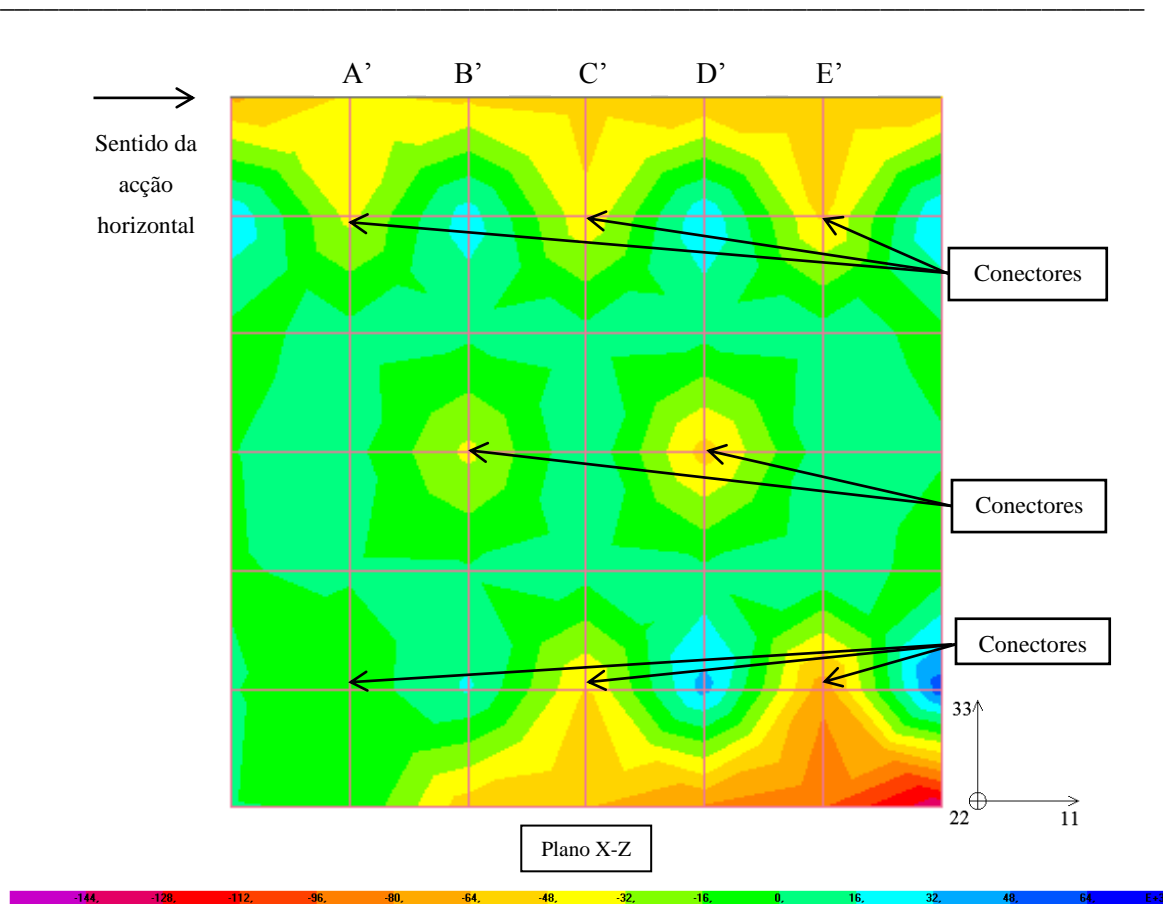 A’ B’ C’ D’ E’
Sentido da
acção
horizontal
Conectores
Conectores
Conectores
33
22 11
Plano X-Z
-144, -128, -112, -96, -80, -64, -48, -32, -16, 0, 16, 32, 48, 64,